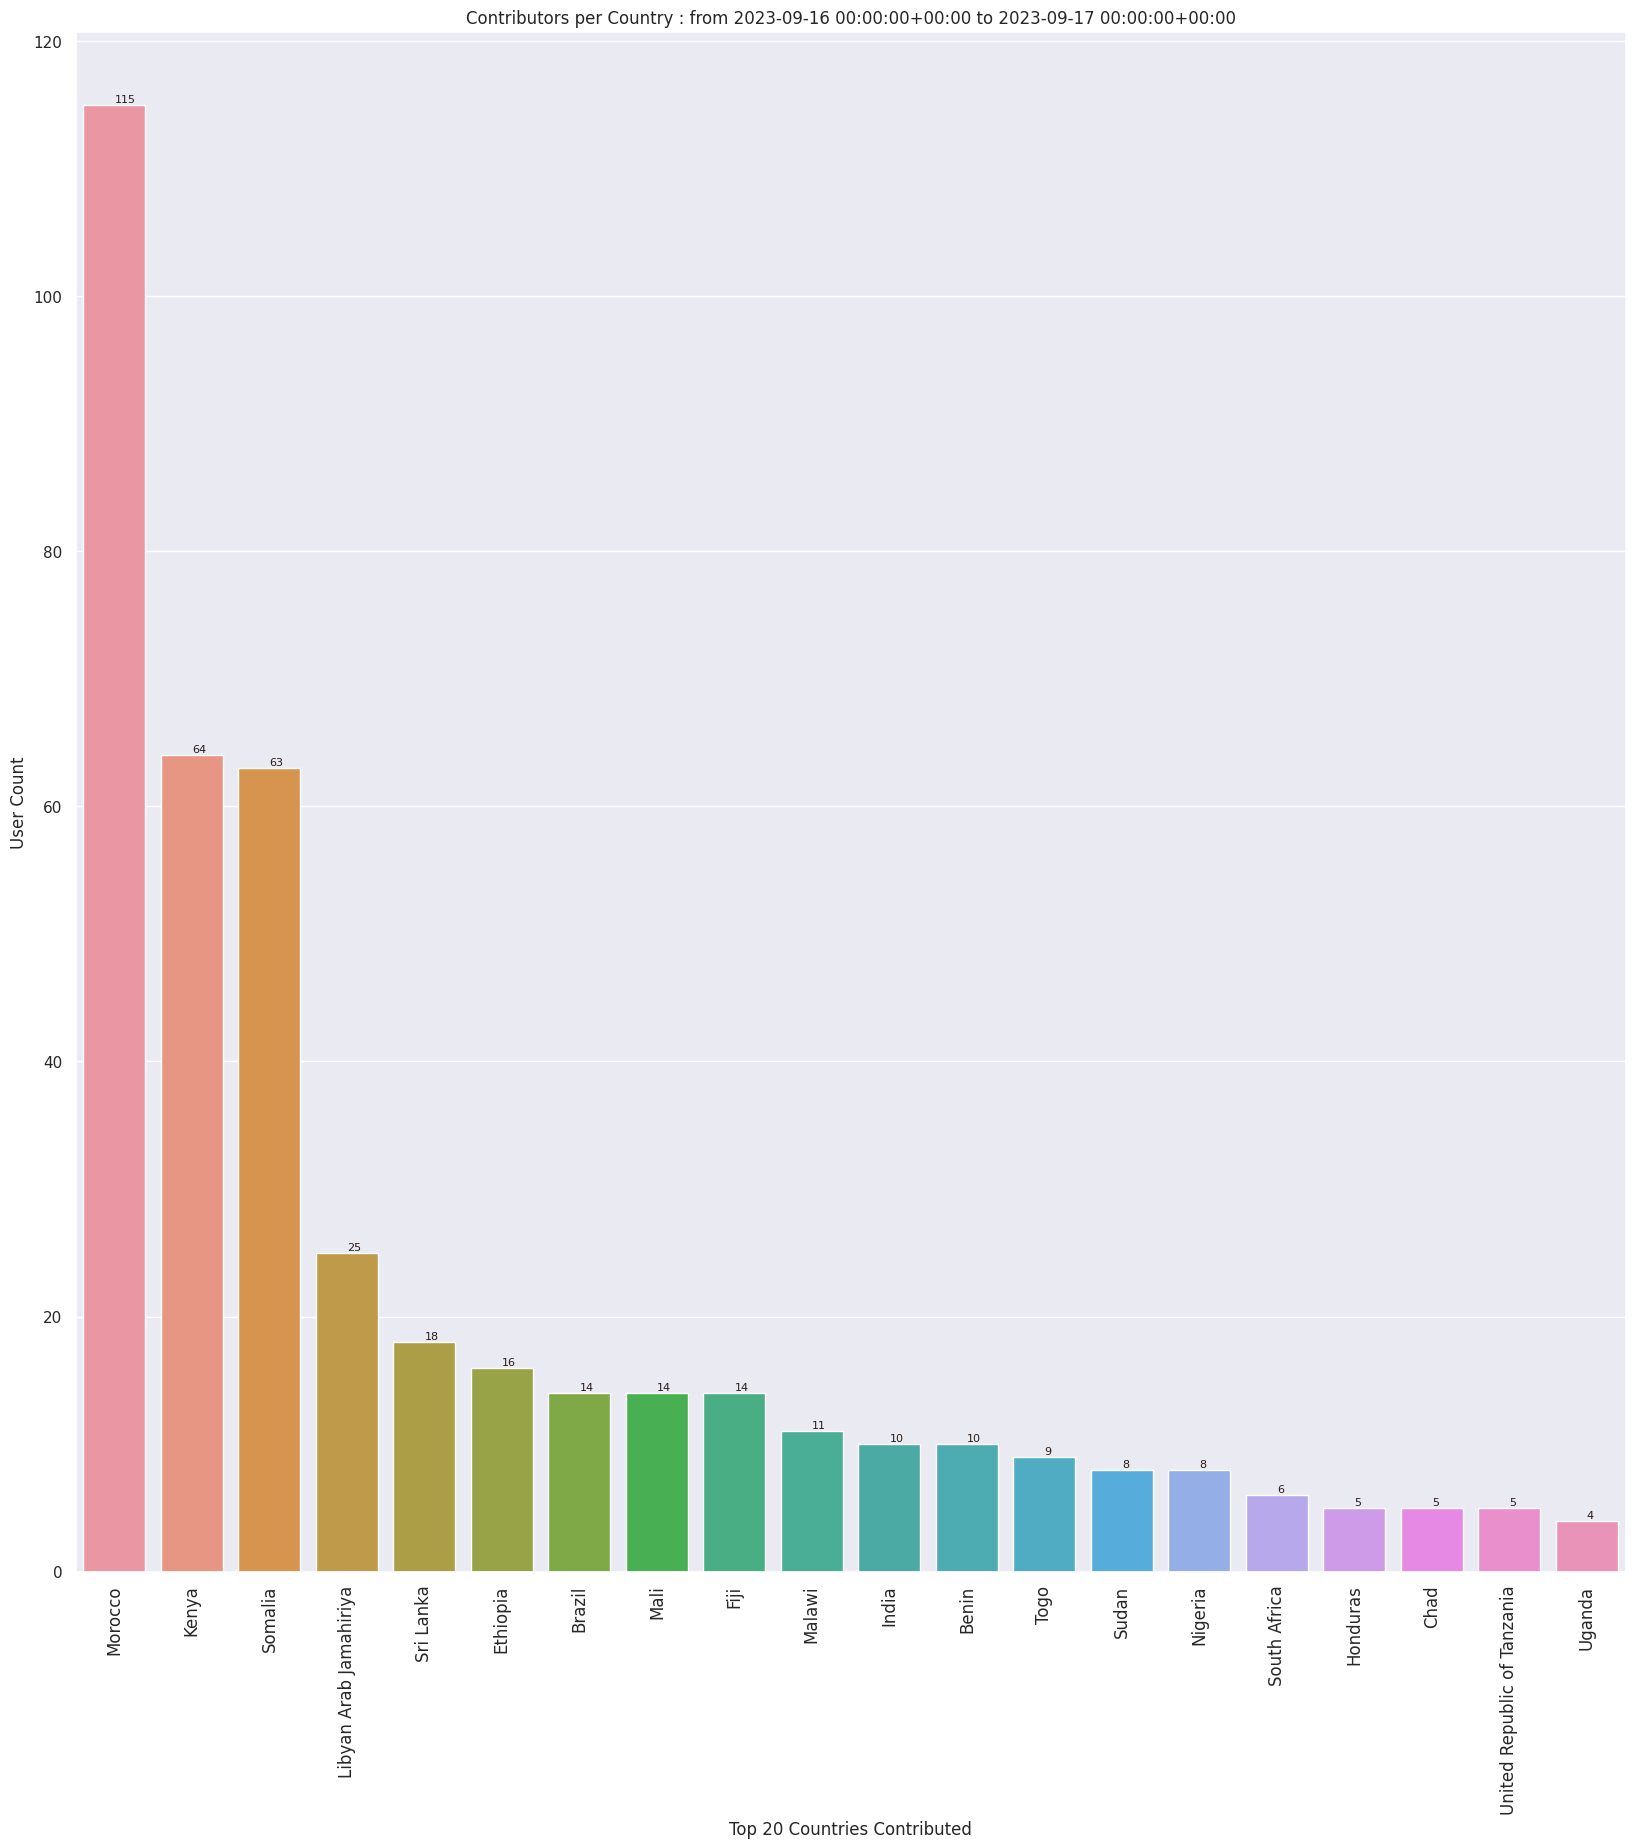 Contributors per Country : from 2023-09-16 00:00:00+00:00 to 2023-09-17 00:00:00+00:00
120
100
80
60
40
20
0
User Count
115
64
63
25
18
16
14
14
14
11
10
10
9
8
8
6
5
5
5
4
Morocco
Kenya
Somalia
Libyan Arab Jamahiriya
Sri Lanka
Ethiopia
Brazil
Mali
Fiji
Malawi
India
Benin
Togo
Sudan
Nigeria
South Africa
Honduras
Chad
United Republic of Tanzania
Uganda
Top 20 Countries Contributed